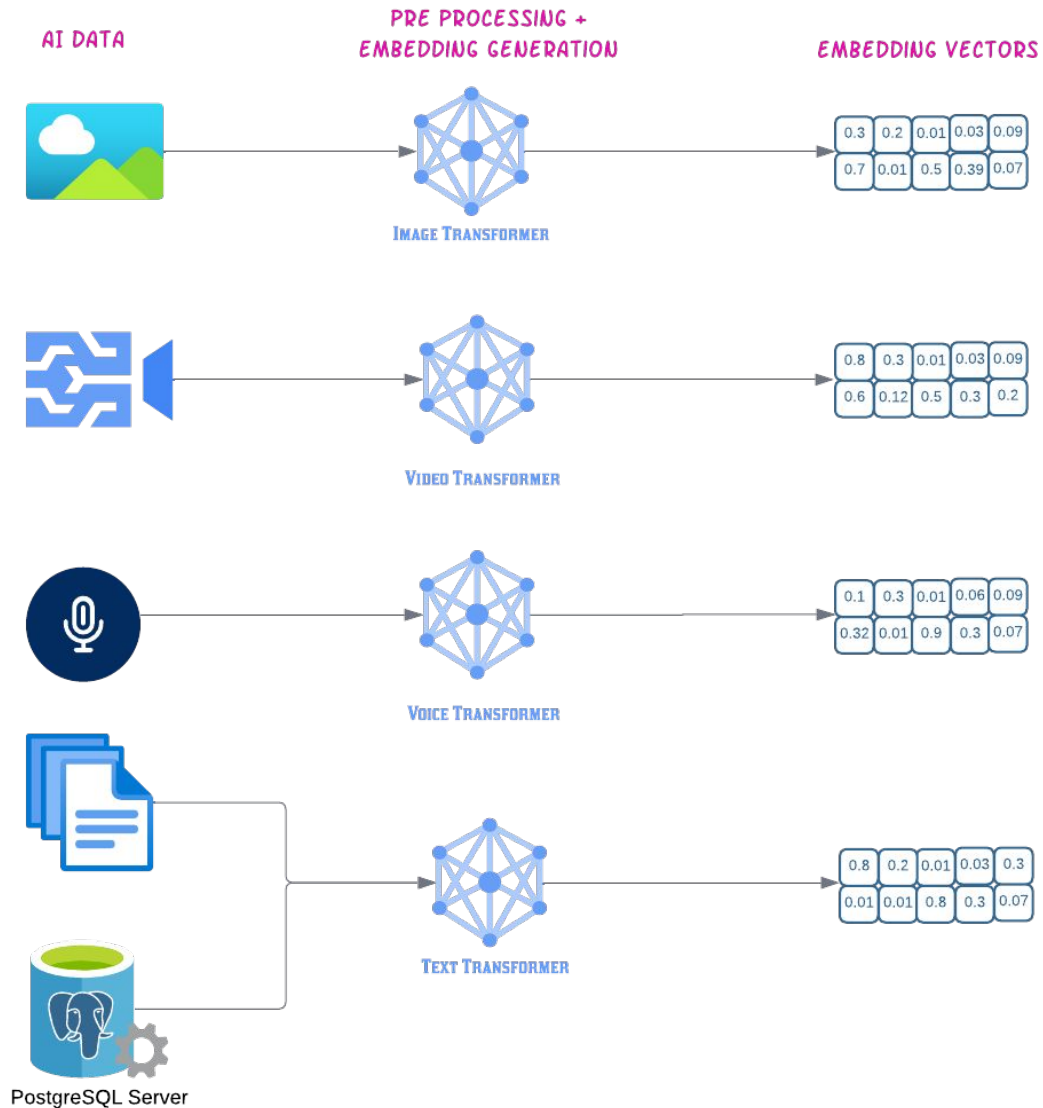 AI DATA
PRE PROCESSING +
EMBEDDING GENERATION
EMBEDDING VECTORS
0.3 0.2 0.01 0.03 0.09
0.7 0.01 0.5 0.39 0.07
IMAGE TRANSFORMER
0.8 0.3 0.01 0.03 0.09
0.6 0.12 0.5 0.3 0.2
VIDEO TRANSFORMER
0.1 0.3 0.01 0.06 0.09
0.32 0.01 0.9 0.3 0.07
VOICE TRANSFORMER
0.8 0.2 0.01 0.03 0.3
0.01 0.01 0.8 0.3 0.07
TEXT TRANSFORMER
PostgreSQL Server